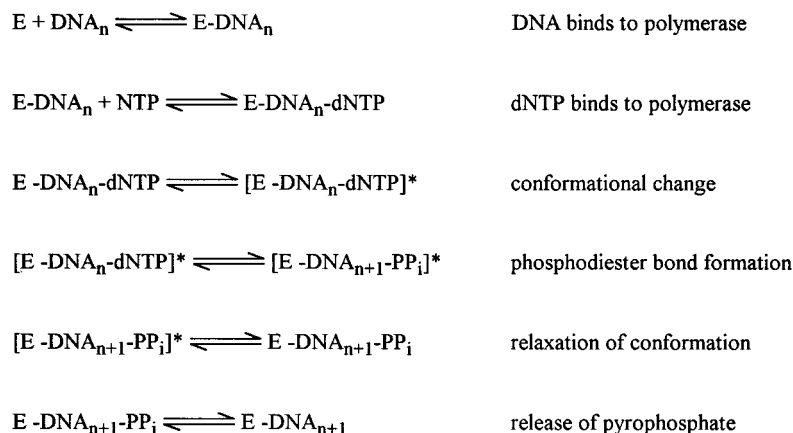 E + DNAₙ ⇌ E-DNAₙ DNA binds to polymerase
E-DNAₙ + NTP ⇌ E-DNAₙ-dNTP dNTP binds to polymerase
E -DNAₙ-dNTP ⇌ [E -DNAₙ-dNTP]* conformational change
[E -DNAₙ-dNTP]* ⇌ [E -DNAₙ₊₁-PPᵢ]* phosphodiester bond formation
[E -DNAₙ₊₁-PPᵢ]* ⇌ E -DNAₙ₊₁-PPᵢ relaxation of conformation
E -DNAₙ₊₁-PPᵢ ⇌ E -DNAₙ₊₁ release of pyrophosphate